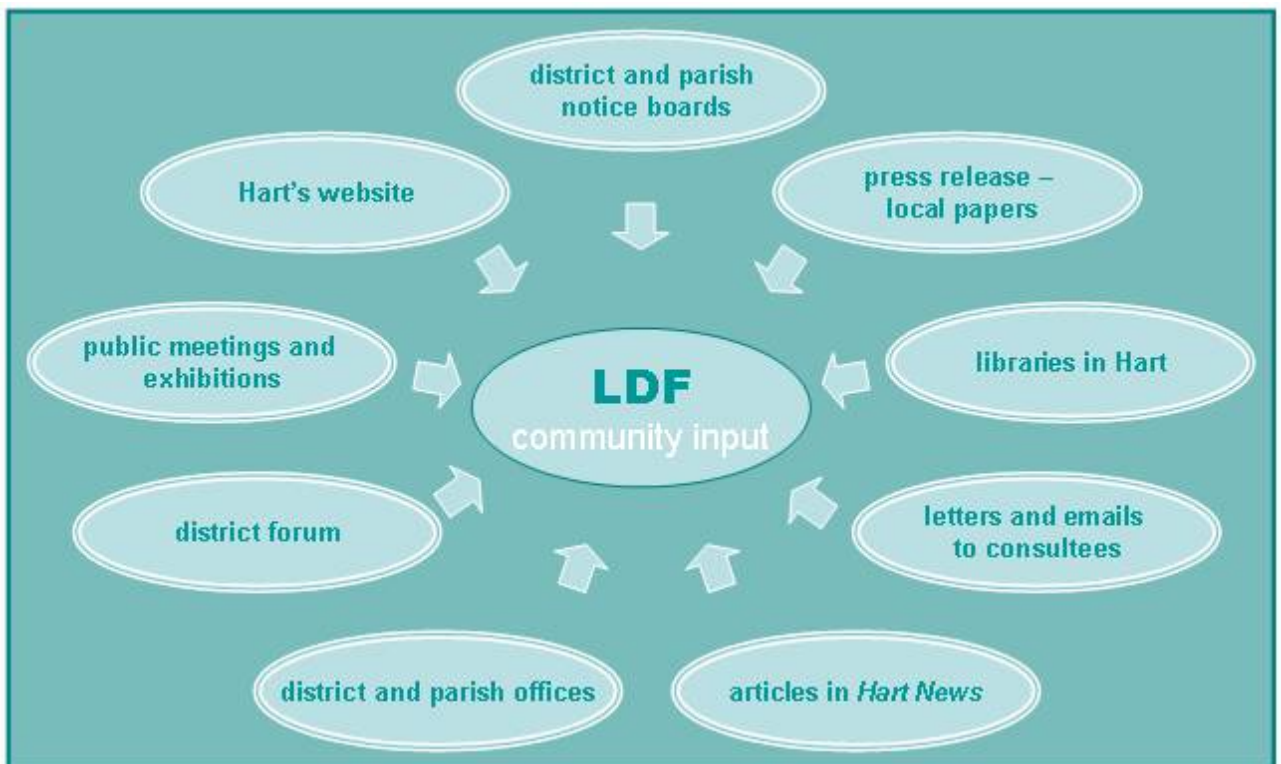 district and parish
notice boards
Hart's website
press release –
local papers
public meetings and
exhibitions
LDF
community input
libraries in Hart
district forum
letters and emails
to consultees
district and parish offices
articles in Hart News